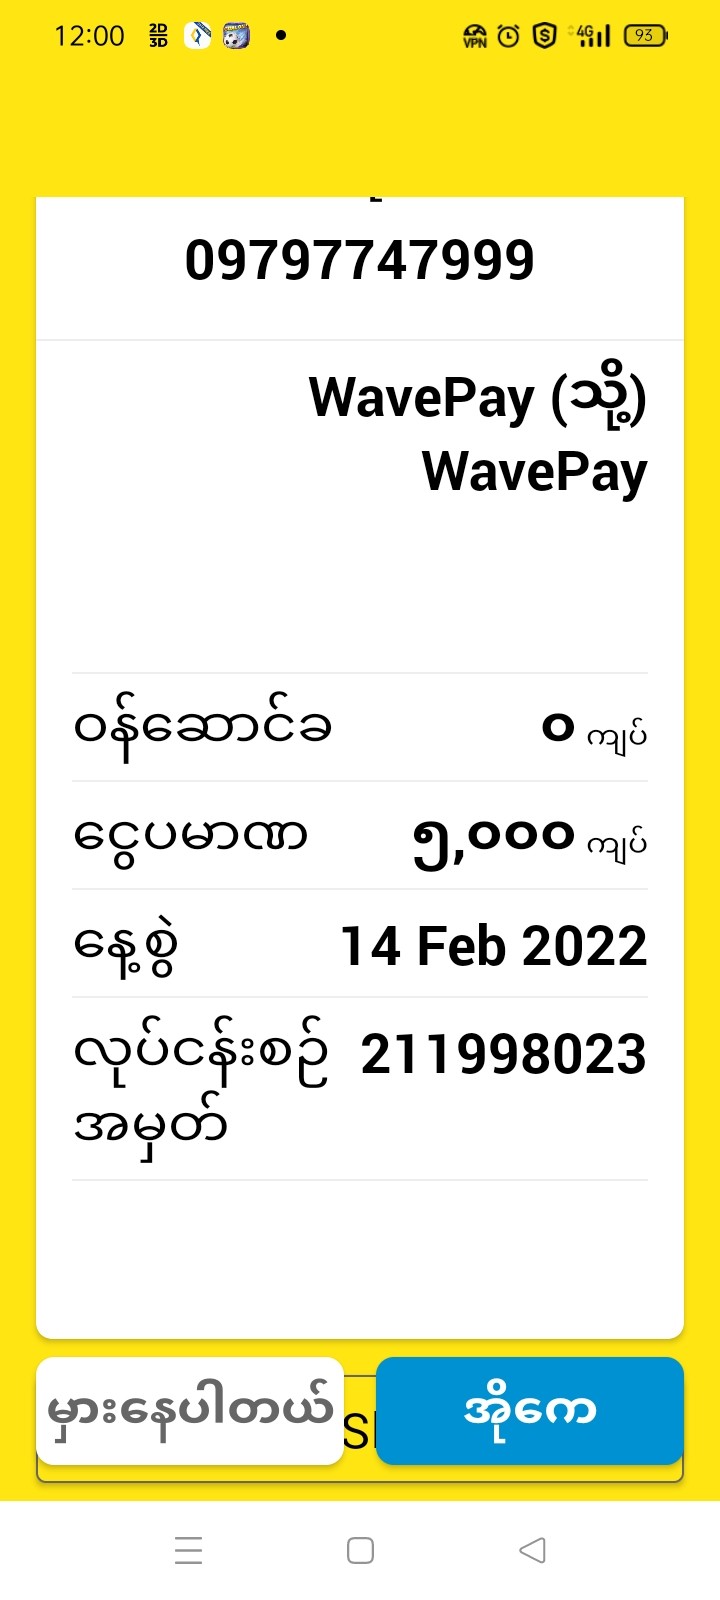 12:00 2D 3D VPN 4G 93
09797747999
WavePay (သို့)
WavePay
ဝန်ဆောင်ခ ၀ ကျပ်
ငွေပမာဏ ၅,၀၀၀ ကျပ်
နေ့စွဲ 14 Feb 2022
လုပ်ငန်းစဉ် 211998023
အမှတ်
မှားနေပါတယ် အိုကေ